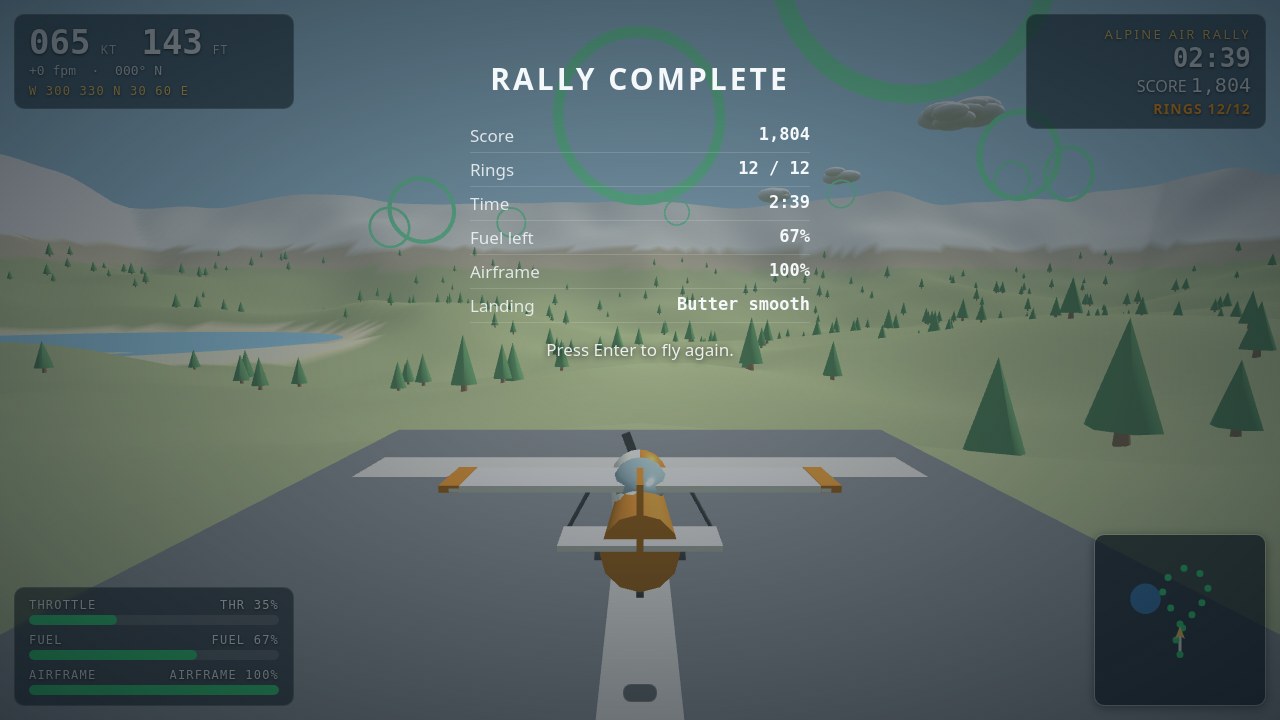 065 KT 143 FT
+0 fpm · 000° N
W 300 330 N 30 60 E
ALPINE AIR RALLY
02:39
SCORE 1,804
RINGS 12/12
RALLY COMPLETE
Score 1,804
Rings 12 / 12
Time 2:39
Fuel left 67%
Airframe 100%
Landing Butter smooth
Press Enter to fly again.
THROTTLE THR 35%
FUEL FUEL 67%
AIRFRAME AIRFRAME 100%